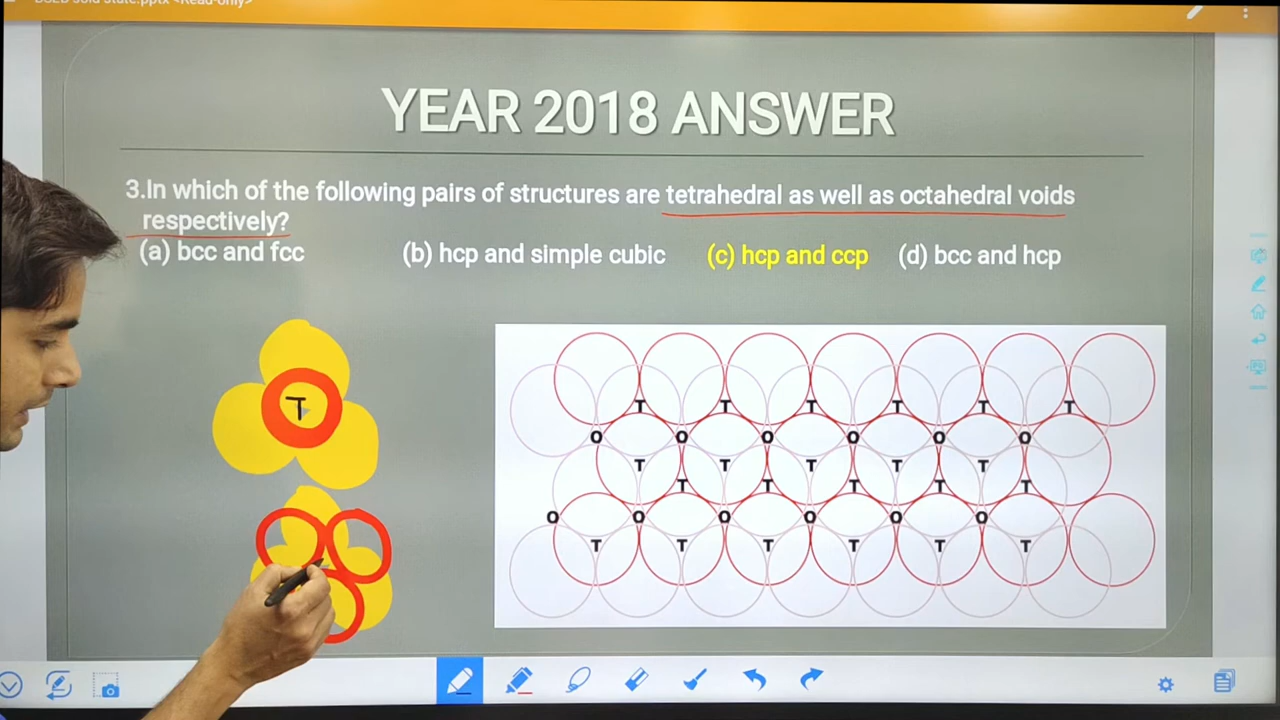 YEAR 2018 ANSWER
3.In which of the following pairs of structures are tetrahedral as well as octahedral voids
respectively?
(a) bcc and fcc (b) hcp and simple cubic (c) hcp and ccp (d) bcc and hcp
T
T T T T T T
O O O O O O
T T T T T
T T T T T
O O O O O O
T T T T T T